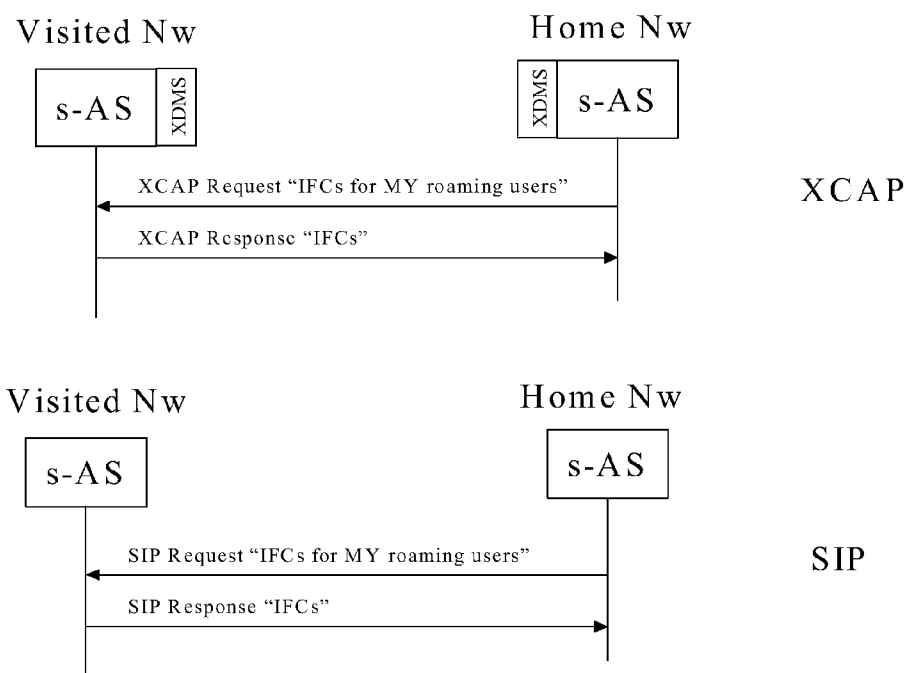 Visited Nw
Home Nw
s-AS
XDMS
XDMS
s-AS
XCAP Request “IFCs for MY roaming users”
XCAP
XCAP Response “IFCs”
Visited Nw
Home Nw
s-AS
s-AS
SIP Request “IFCs for MY roaming users”
SIP
SIP Response “IFCs”